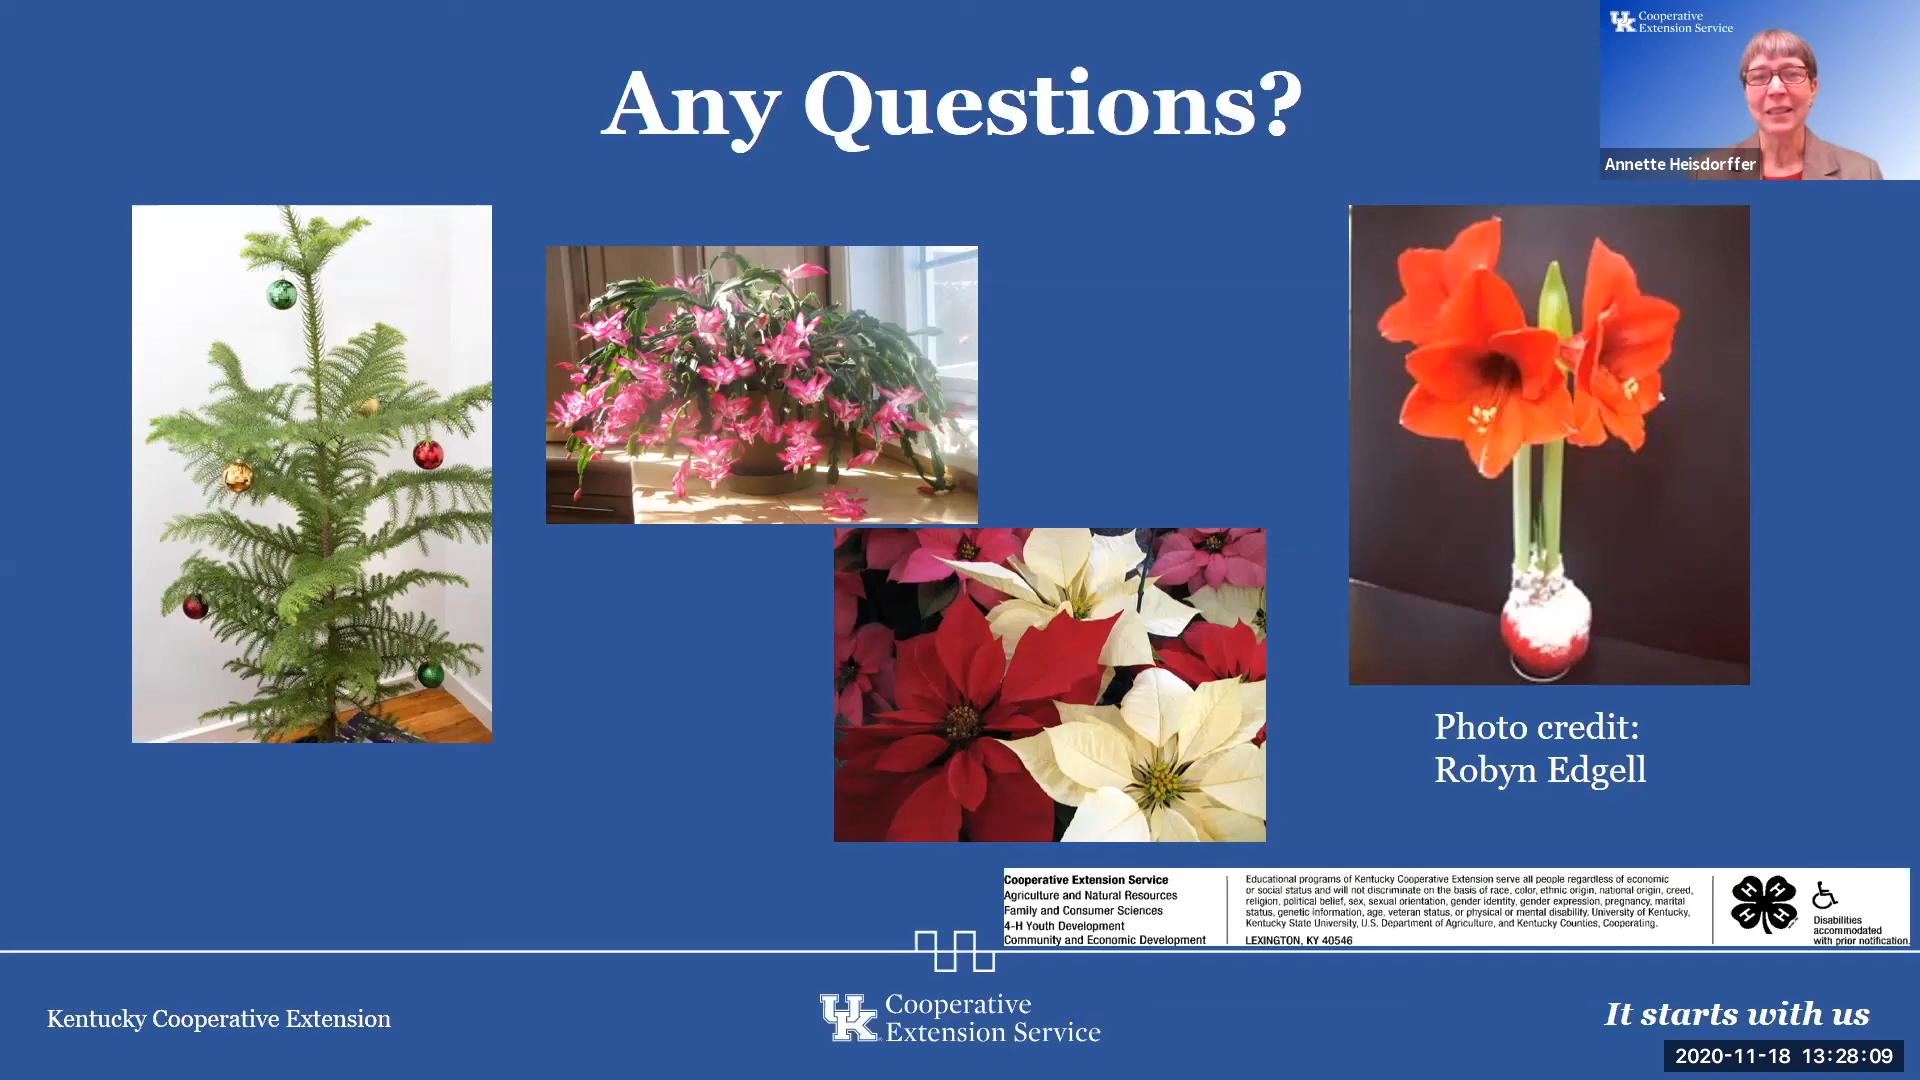 Any Questions?
UK Cooperative
Extension Service
Annette Heisdorffer
Photo credit:
Robyn Edgell
Cooperative Extension Service
Agriculture and Natural Resources
Family and Consumer Sciences
4-H Youth Development
Community and Economic Development
Educational programs of Kentucky Cooperative Extension serve all people regardless of economic
or social status and will not discriminate on the basis of race, color, ethnic origin, national origin, creed,
religion, political belief, sex, sexual orientation, gender identity, gender expression, pregnancy, marital
status, genetic information, age, veteran status, or physical or mental disability. University of Kentucky,
Kentucky State University, U.S. Department of Agriculture, and Kentucky Counties, Cooperating.
LEXINGTON, KY 40546
H H
H H
Disabilities
accommodated
with prior notification.
Kentucky Cooperative Extension
UK Cooperative
Extension Service
It starts with us
2020-11-18 13:28:09